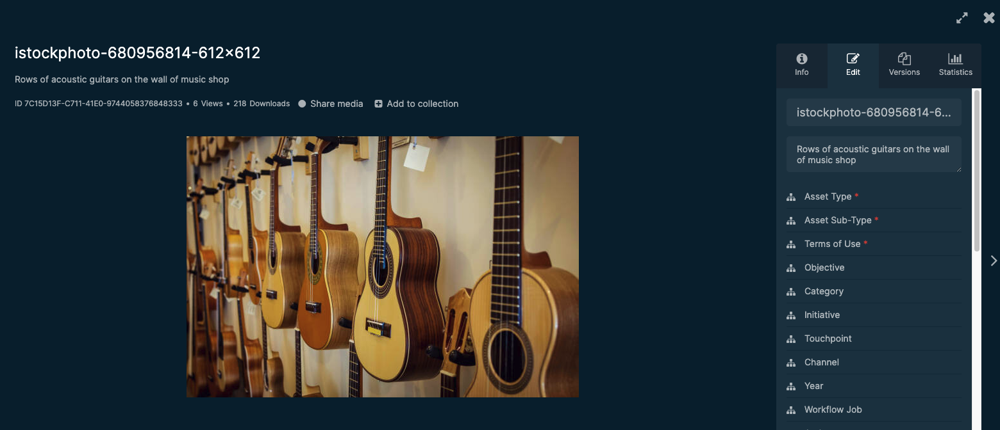 istockphoto-680956814-612×612
Rows of acoustic guitars on the wall of music shop
ID 7C15D13F-C711-41E0-9744058376848333 • 6 Views • 218 Downloads Share media Add to collection
Info Edit Versions Statistics
istockphoto-680956814-6...
Rows of acoustic guitars on the wall
of music shop
Asset Type *
Asset Sub-Type *
Terms of Use *
Objective
Category
Initiative
Touchpoint
Channel
Year
Workflow Job